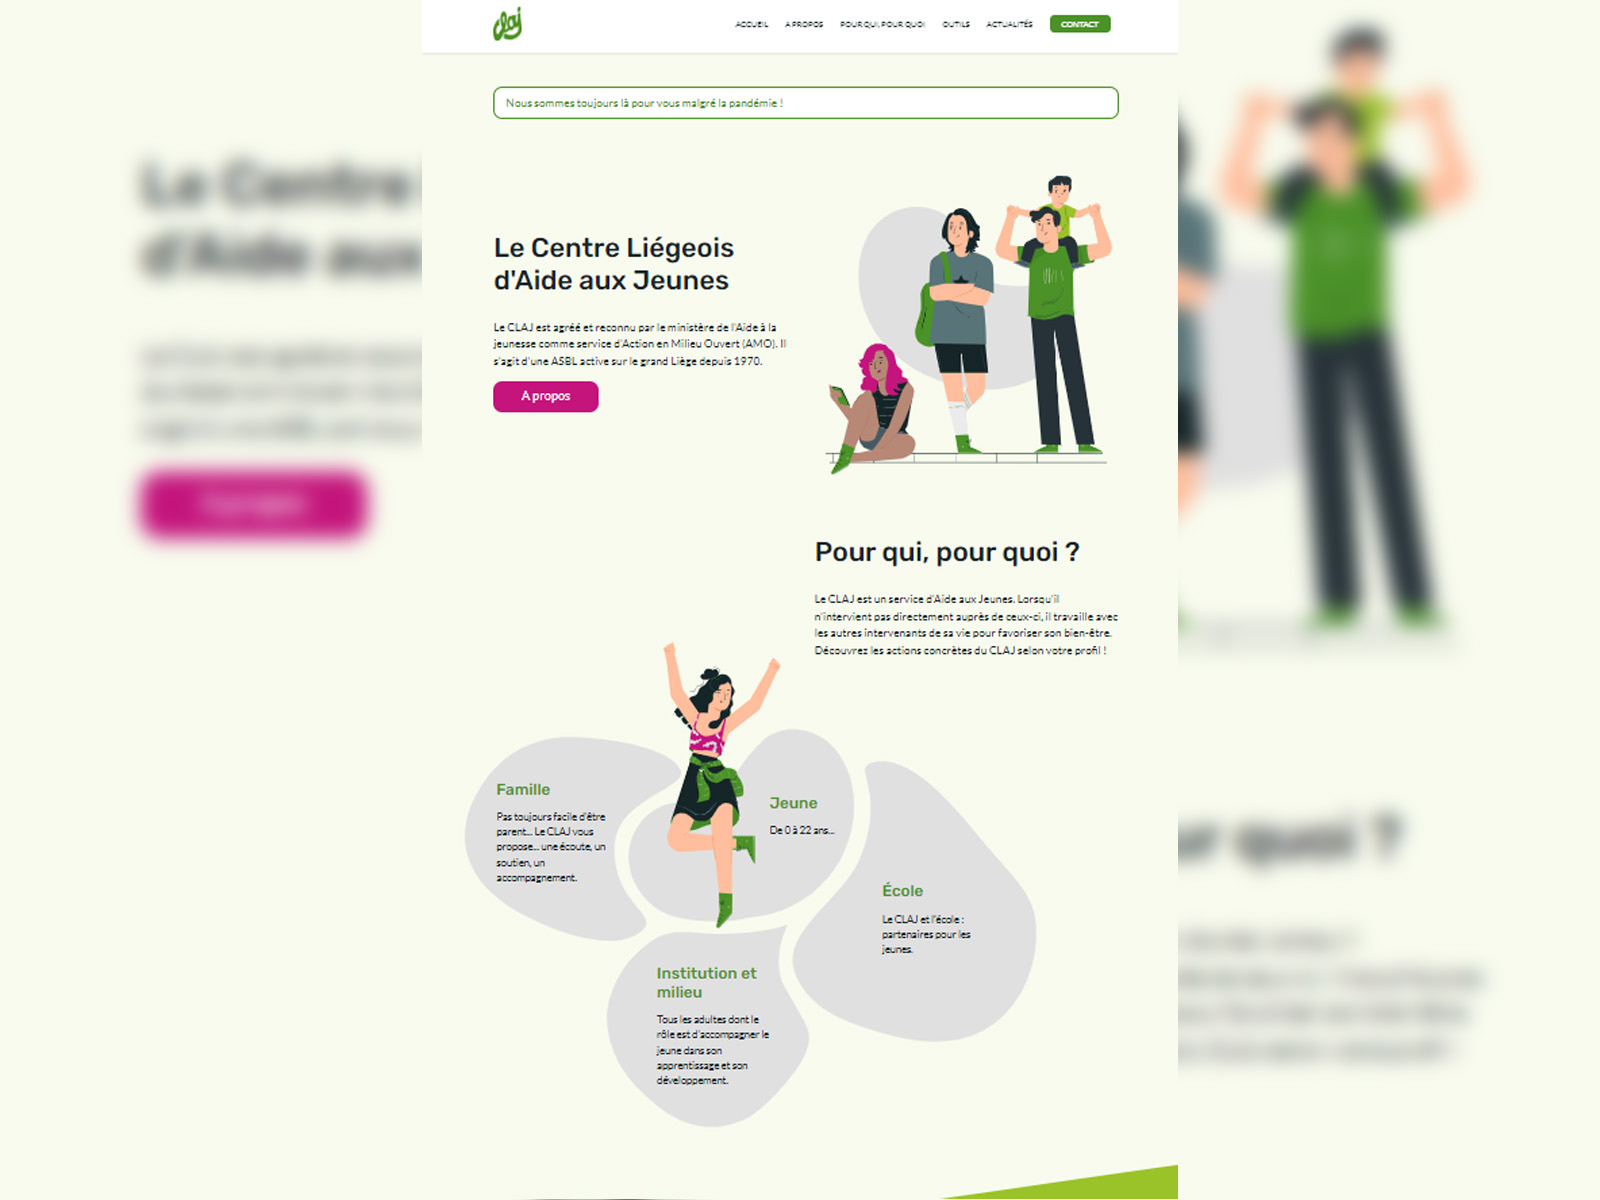 claj
ACCUEIL A PROPOS POUR QUI, POUR QUOI OUTILS ACTUALITÉS CONTACT
Nous sommes toujours là pour vous malgré la pandémie !
Le Centre Liégeois
d'Aide aux Jeunes
Le CLAJ est agréé et reconnu par le ministère de l'Aide à la
jeunesse comme service d'Action en Milieu Ouvert (AMO). Il
s'agit d'une ASBL active sur le grand Liège depuis 1970.
A propos
Pour qui, pour quoi ?
Le CLAJ est un service d'Aide aux Jeunes. Lorsqu'il
n'intervient pas directement auprès de ceux-ci, il travaille avec
les autres intervenants de sa vie pour favoriser son bien-être.
Découvrez les actions concrètes du CLAJ selon votre profil !
Famille
Pas toujours facile d'être
parent... Le CLAJ vous
propose... une écoute, un
soutien, un
accompagnement.
Jeune
De 0 à 22 ans...
École
Le CLAJ et l'école :
partenaires pour les
jeunes.
Institution et
milieu
Tous les adultes dont le
rôle est d'accompagner le
jeune dans son
apprentissage et son
développement.